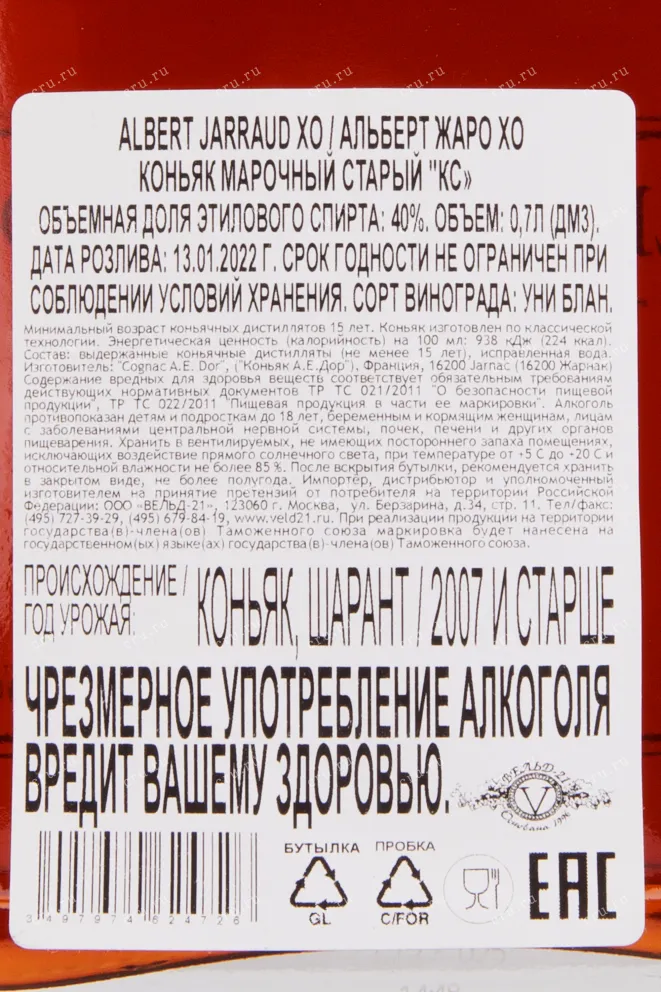 ALBERT JARRAUD XO / АЛЬБЕРТ ЖАРО ХО
КОНЬЯК МАРОЧНЫЙ СТАРЫЙ "КС»
ОБЪЕМНАЯ ДОЛЯ ЭТИЛОВОГО СПИРТА: 40%. ОБЪЕМ: 0,7Л (ДМ3).
ДАТА РОЗЛИВА: 13.01.2022 Г. СРОК ГОДНОСТИ НЕ ОГРАНИЧЕН ПРИ
СОБЛЮДЕНИИ УСЛОВИЙ ХРАНЕНИЯ. СОРТ ВИНОГРАДА: УНИ БЛАН.
Минимальный возраст коньячных дистиллятов 15 лет. Коньяк изготовлен по классической
технологии. Энергетическая ценность (калорийность) на 100 мл: 938 кДж (224 ккал).
Состав: выдержанные коньячные дистилляты (не менее 15 лет), исправленная вода.
Изготовитель: "Cognac A.E. Dor", ("Коньяк А.Е.Дор"), Франция, 16200 Jarnac (16200 Жарнак)
Содержание вредных для здоровья веществ соответствует обязательным требованиям
действующих нормативных документов ТР ТС 021/2011 "О безопасности пищевой
продукции", ТР ТС 022/2011 "Пищевая продукция в части ее маркировки". Алкоголь
противопоказан детям и подросткам до 18 лет, беременным и кормящим женщинам, лицам
с заболеваниями центральной нервной системы, почек, печени и других органов
пищеварения. Хранить в вентилируемых, не имеющих постороннего запаха помещениях,
исключающих воздействие прямого солнечного света, при температуре от +5 С до +20 С и
относительной влажности не более 85 %. После вскрытия бутылки, рекомендуется хранить
в закрытом виде, не более полугода. Импортёр, дистрибьютор и уполномоченный
изготовителем на принятие претензий от потребителя на территории Российской
Федерации: ООО «ВЕЛЬД-21», 123060 г. Москва, ул. Берзарина, д.34, стр. 11. Тел/факс:
(495) 727-39-29, (495) 679-84-19, www.veld21.ru. При реализации продукции на территории
государства(в)-члена(ов) Таможенного союза маркировка будет нанесена на
государственном(ых) языке(ах) государства(в)-члена(ов) Таможенного союза.
ПРОИСХОЖДЕНИЕ/
ГОД УРОЖАЯ: КОНЬЯК, ШАРАНТ / 2007 И СТАРШЕ
ЧРЕЗМЕРНОЕ УПОТРЕБЛЕНИЕ АЛКОГОЛЯ
ВРЕДИТ ВАШЕМУ ЗДОРОВЬЮ.
ВЕЛЬД-21
V
Основана 1996
БУТЫЛКА ПРОБКА
GL C/FOR
EAC
3497974624726
cru.ru